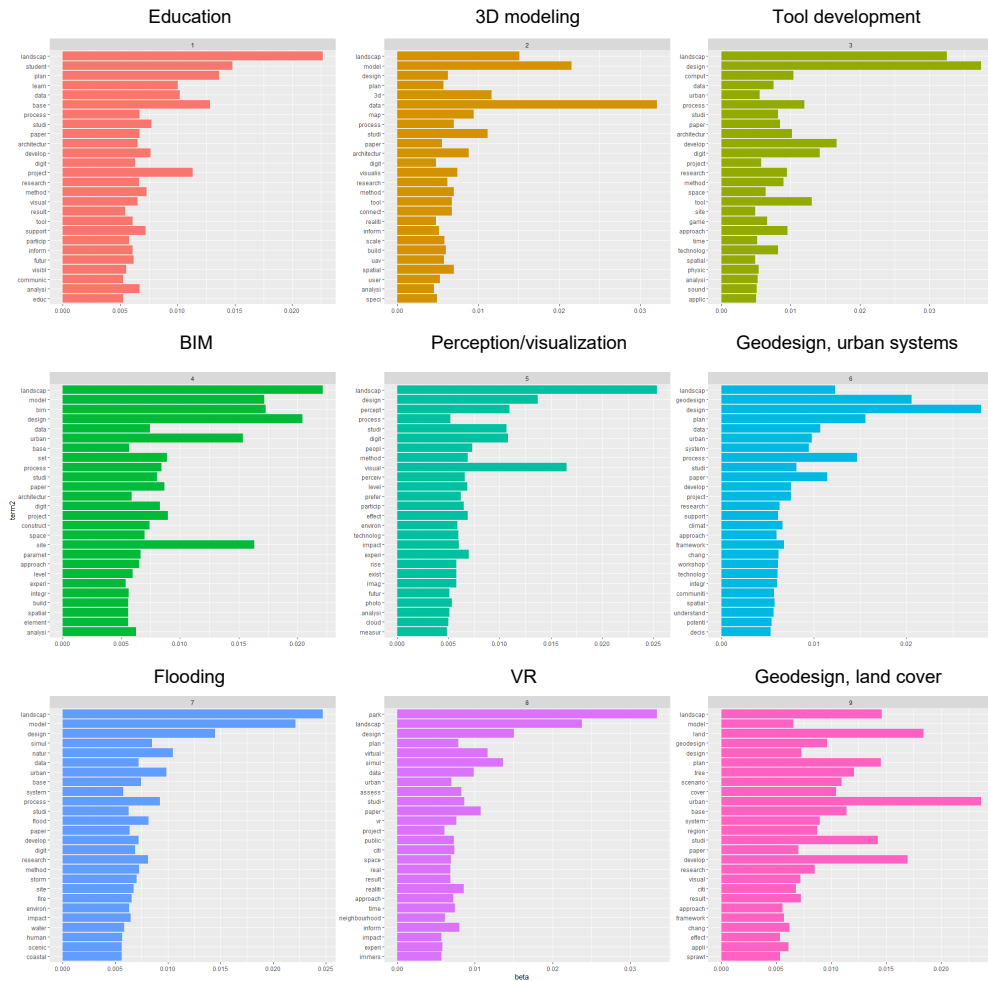 Education 3D modeling Tool development
1 2 3
landscap landscap landscap
student model design
plan design comput
learn plan data
data 3d urban
base data process
process map studi
studi process paper
paper studi architectur
architectur paper develop
develop architectur digit
digit digit project
project visualis research
research research method
method method space
visual tool tool
result connect site
tool realiti game
support inform approach
particip scale time
inform build technolog
futur uav spatial
visibl spatial physic
communic user analysi
analysi analysi sound
educ speci applic
0.000 0.005 0.010 0.015 0.020 0.00 0.01 0.02 0.03 0.00 0.01 0.02 0.03
BIM Perception/visualization Geodesign, urban systems
4 5 6
landscap landscap landscap
model design geodesign
bim percept design
design process plan
data studi data
urban digit urban
base peopl system
set method process
process visual studi
studi perceiv paper
paper level develop
architectur prefer project
digit particip research
project effect support
construct environ climat
space technolog approach
site impact framework
paramet experi chang
approach rise workshop
level exist technolog
experi imag integr
integr futur communiti
build photo spatial
spatial analysi understand
element cloud potenti
analysi measur decis
term2
0.000 0.005 0.010 0.015 0.020 0.000 0.005 0.010 0.015 0.020 0.025 0.00 0.01 0.02
Flooding VR Geodesign, land cover
7 8 9
landscap park landscap
model landscap model
design design land
simul plan geodesign
natur virtual design
data simul plan
urban data tree
base urban scenario
system assess cover
process studi urban
studi paper base
flood vr system
paper project region
develop public studi
digit citi paper
research space develop
method real research
storm result visual
site realiti citi
fire approach result
environ time approach
impact neighbourhood framework
water inform chang
human impact effect
scenic experi appli
coastal immers sprawl
0.000 0.005 0.010 0.015 0.020 0.025 0.00 0.01 0.02 0.03 0.000 0.005 0.010 0.015 0.020
beta